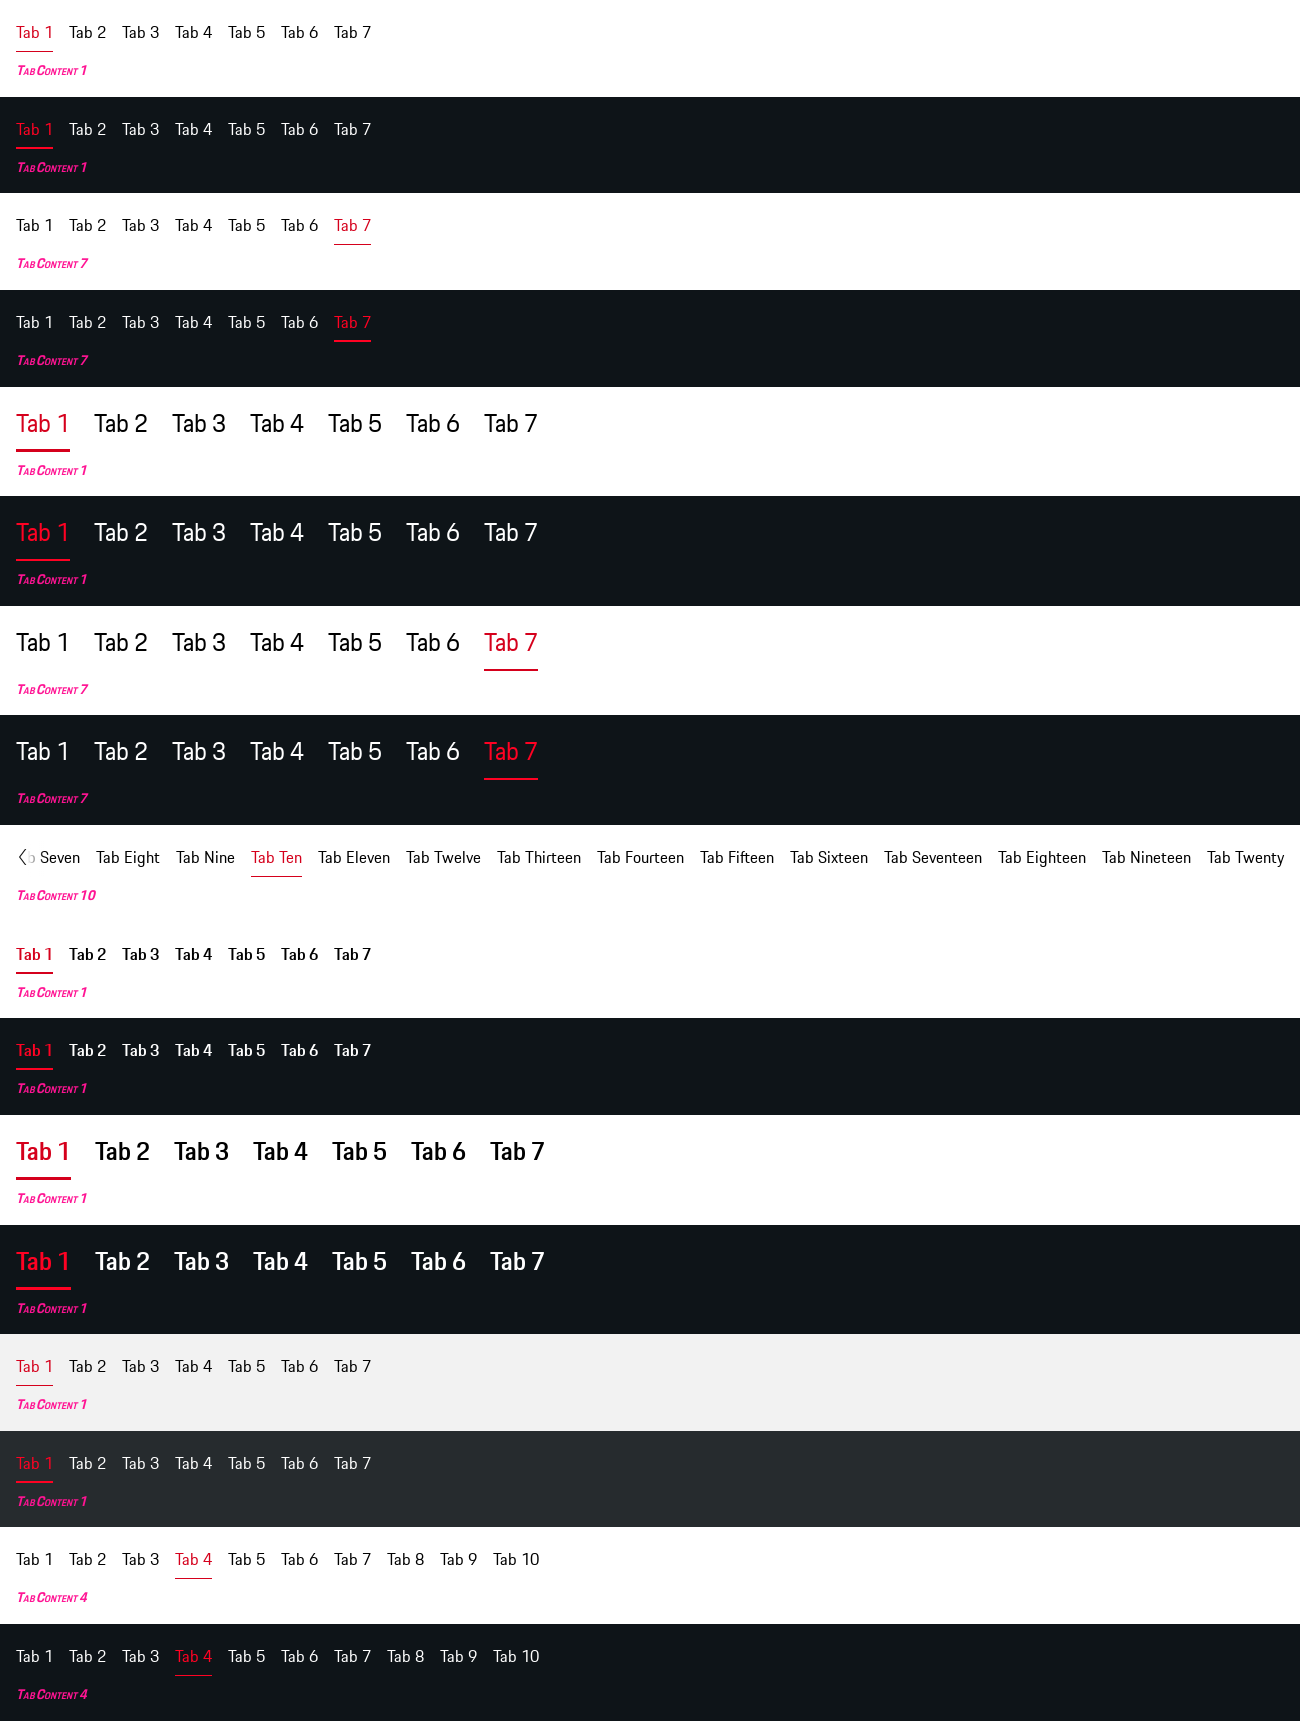 Tab 1 Tab 2 Tab 3 Tab 4 Tab 5 Tab 6 Tab 7
Tab Content 1
Tab 1 Tab 2 Tab 3 Tab 4 Tab 5 Tab 6 Tab 7
Tab Content 1
Tab 1 Tab 2 Tab 3 Tab 4 Tab 5 Tab 6 Tab 7
Tab Content 7
Tab 1 Tab 2 Tab 3 Tab 4 Tab 5 Tab 6 Tab 7
Tab Content 7
Tab 1 Tab 2 Tab 3 Tab 4 Tab 5 Tab 6 Tab 7
Tab Content 1
Tab 1 Tab 2 Tab 3 Tab 4 Tab 5 Tab 6 Tab 7
Tab Content 1
Tab 1 Tab 2 Tab 3 Tab 4 Tab 5 Tab 6 Tab 7
Tab Content 7
Tab 1 Tab 2 Tab 3 Tab 4 Tab 5 Tab 6 Tab 7
Tab Content 7
b Seven Tab Eight Tab Nine Tab Ten Tab Eleven Tab Twelve Tab Thirteen Tab Fourteen Tab Fifteen Tab Sixteen Tab Seventeen Tab Eighteen Tab Nineteen Tab Twenty
Tab Content 10
Tab 1 Tab 2 Tab 3 Tab 4 Tab 5 Tab 6 Tab 7
Tab Content 1
Tab 1 Tab 2 Tab 3 Tab 4 Tab 5 Tab 6 Tab 7
Tab Content 1
Tab 1 Tab 2 Tab 3 Tab 4 Tab 5 Tab 6 Tab 7
Tab Content 1
Tab 1 Tab 2 Tab 3 Tab 4 Tab 5 Tab 6 Tab 7
Tab Content 1
Tab 1 Tab 2 Tab 3 Tab 4 Tab 5 Tab 6 Tab 7
Tab Content 1
Tab 1 Tab 2 Tab 3 Tab 4 Tab 5 Tab 6 Tab 7
Tab Content 1
Tab 1 Tab 2 Tab 3 Tab 4 Tab 5 Tab 6 Tab 7 Tab 8 Tab 9 Tab 10
Tab Content 4
Tab 1 Tab 2 Tab 3 Tab 4 Tab 5 Tab 6 Tab 7 Tab 8 Tab 9 Tab 10
Tab Content 4